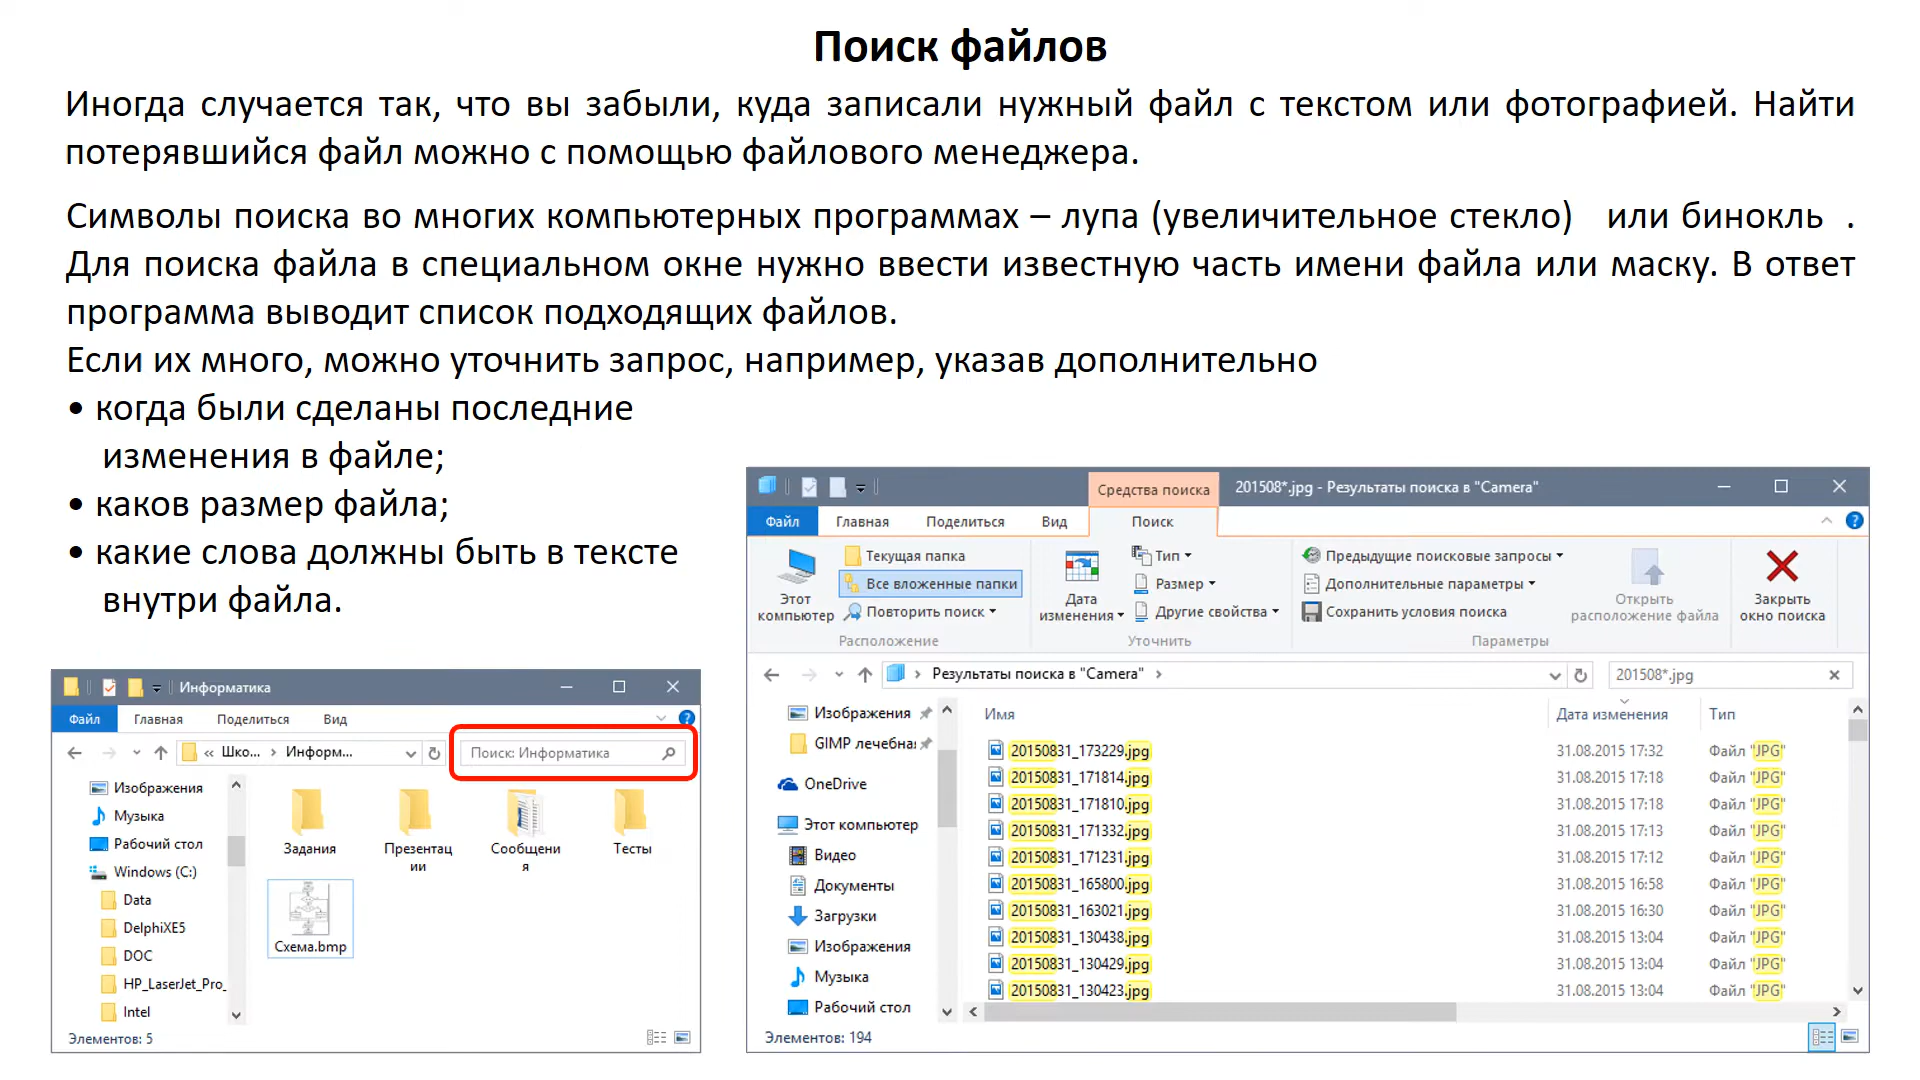 Поиск файлов
Иногда случается так, что вы забыли, куда записали нужный файл с текстом или фотографией. Найти
потерявшийся файл можно с помощью файлового менеджера.
Символы поиска во многих компьютерных программах – лупа (увеличительное стекло) или бинокль .
Для поиска файла в специальном окне нужно ввести известную часть имени файла или маску. В ответ
программа выводит список подходящих файлов.
Если их много, можно уточнить запрос, например, указав дополнительно
• когда были сделаны последние
изменения в файле;
• каков размер файла;
• какие слова должны быть в тексте
внутри файла.
Информатика
Файл Главная Поделиться Вид
« Шко... › Информ... Поиск: Информатика
Изображения
Музыка
Рабочий стол
Windows (C:)
Data
DelphiXE5
DOC
HP_LaserJet_Pro_
Intel
Задания
Презентац
ии
Сообщени
я
Тесты
Схема.bmp
Элементов: 5
Средства поиска 201508*.jpg - Результаты поиска в "Camera"
Файл Главная Поделиться Вид Поиск
Этот
компьютер
Текущая папка
Все вложенные папки
Повторить поиск
Расположение
Дата
изменения
Тип
Размер
Другие свойства
Уточнить
Предыдущие поисковые запросы
Дополнительные параметры
Сохранить условия поиска
Открыть
расположение файла
Параметры
Закрыть
окно поиска
› Результаты поиска в "Camera" › 201508*.jpg
Изображения
GIMP лечебна
OneDrive
Этот компьютер
Видео
Документы
Загрузки
Изображения
Музыка
Рабочий стол
Имя Дата изменения Тип
20150831_173229.jpg 31.08.2015 17:32 Файл "JPG"
20150831_171814.jpg 31.08.2015 17:18 Файл "JPG"
20150831_171810.jpg 31.08.2015 17:18 Файл "JPG"
20150831_171332.jpg 31.08.2015 17:13 Файл "JPG"
20150831_171231.jpg 31.08.2015 17:12 Файл "JPG"
20150831_165800.jpg 31.08.2015 16:58 Файл "JPG"
20150831_163021.jpg 31.08.2015 16:30 Файл "JPG"
20150831_130438.jpg 31.08.2015 13:04 Файл "JPG"
20150831_130429.jpg 31.08.2015 13:04 Файл "JPG"
20150831_130423.jpg 31.08.2015 13:04 Файл "JPG"
Элементов: 194